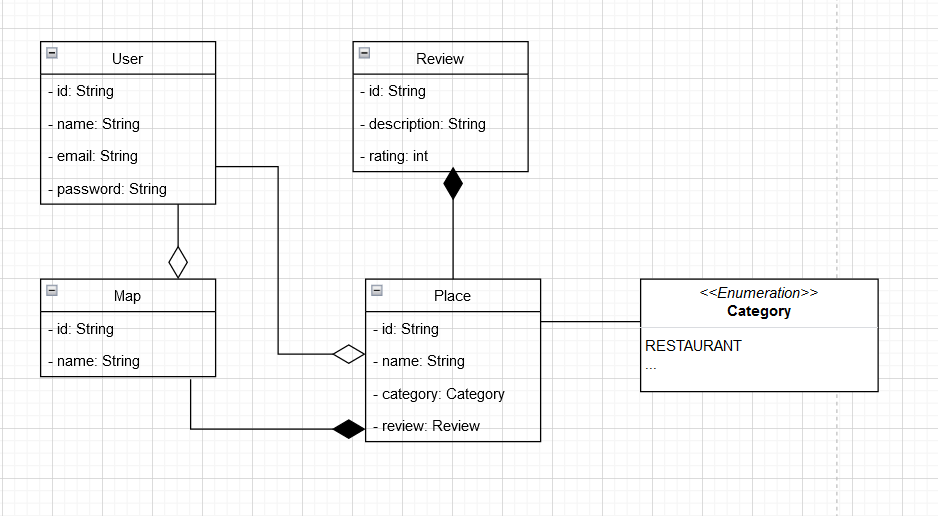 User
- id: String
- name: String
- email: String
- password: String
Review
- id: String
- description: String
- rating: int
Map
- id: String
- name: String
Place
- id: String
- name: String
- category: Category
- review: Review
<<Enumeration>>
Category
RESTAURANT
...